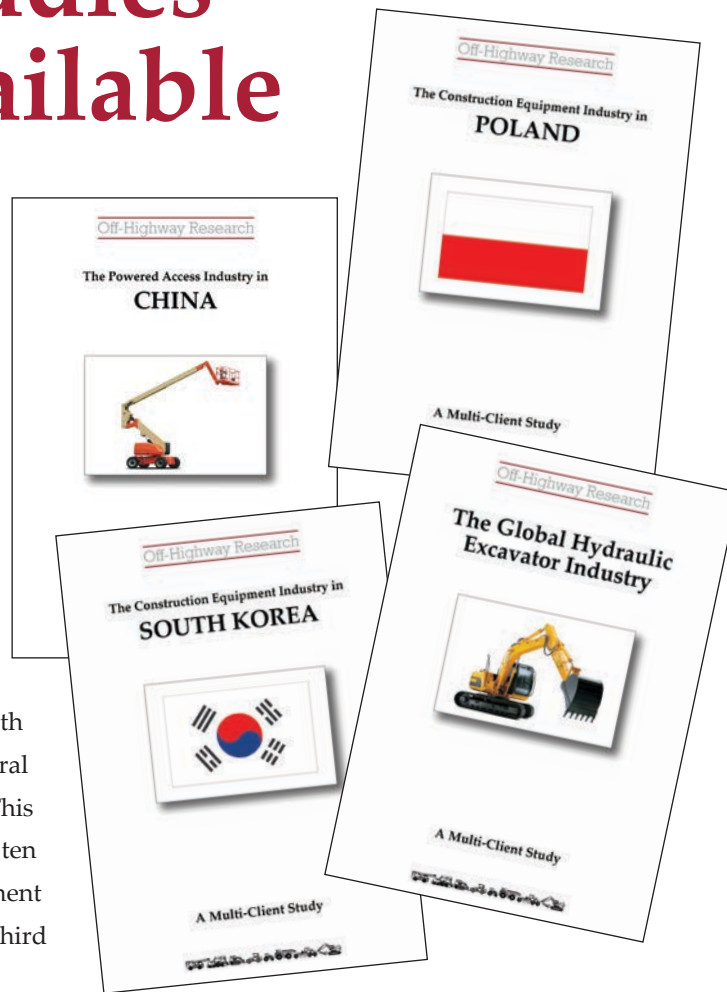 udies
ailable
Off-Highway Research
The Construction Equipment Industry in
POLAND
A Multi-Client Study
Off-Highway Research
The Powered Access Industry in
CHINA
Off-Highway Research
The Global Hydraulic
Excavator Industry
A Multi-Client Study
Off-Highway Research
The Construction Equipment Industry in
SOUTH KOREA
A Multi-Client Study
th
ral
This
ten
ment
hird